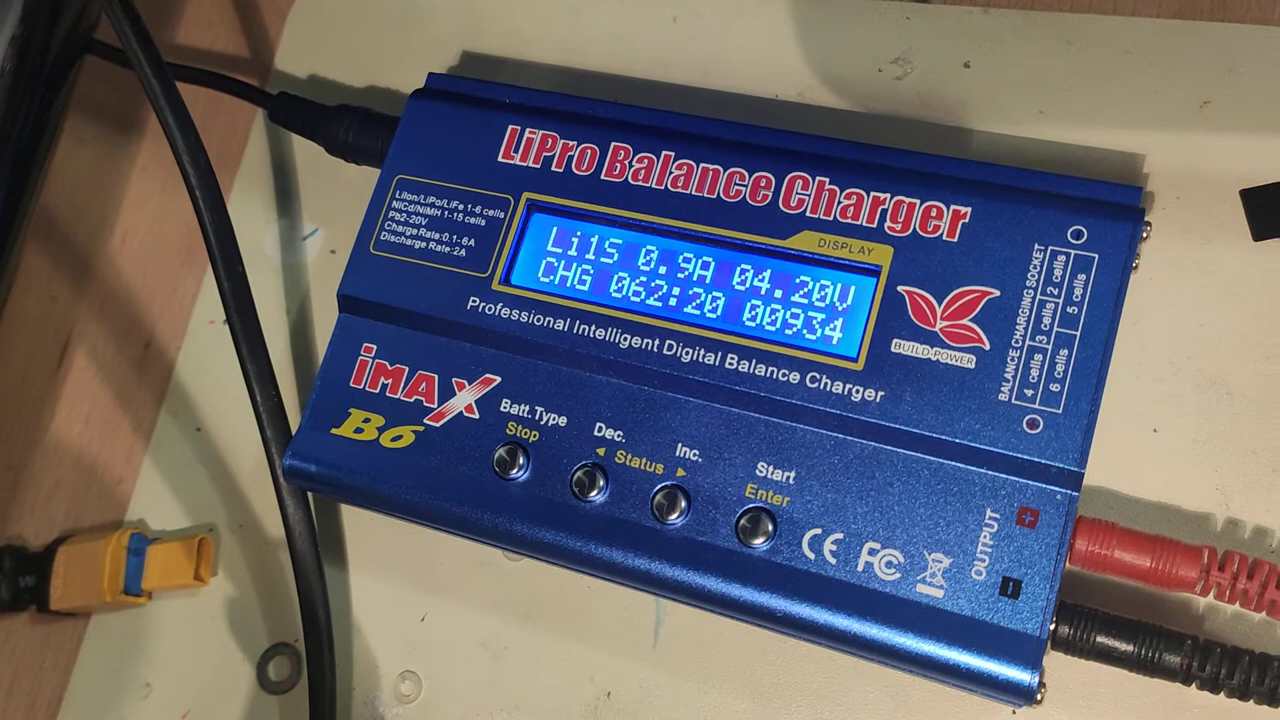 LiPro Balance Charger
LiIon/LiPo/LiFe 1-6 cells
NiCd/NiMH 1-15 cells
Pb2-20V
Charge Rate:0.1-6A
Discharge Rate:2A
DISPLAY
Li1S 0.9A 04.20V
CHG 062:20 00934
Professional Intelligent Digital Balance Charger
BUILD-POWER
BALANCE CHARGING SOCKET
2 cells
3 cells
4 cells
5 cells
6 cells
iMAX
B6
Batt.Type
Stop
Dec.
Inc.
◄ Status ►
Start
Enter
CE FC
OUTPUT
+
-